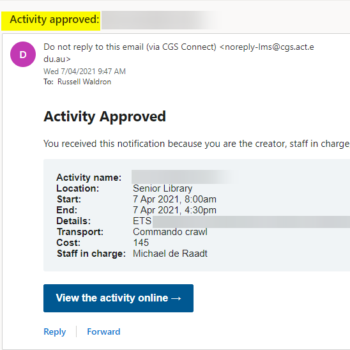 Activity approved:
D
Do not reply to this email (via CGS Connect) <noreply-lms@cgs.act.e
du.au>
Wed 7/04/2021 9:47 AM
To: Russell Waldron
Activity Approved
You received this notification because you are the creator, staff in charge
Activity name:
Location: Senior Library
Start: 7 Apr 2021, 8:00am
End: 7 Apr 2021, 4:30pm
Details: ETS
Transport: Commando crawl
Cost: 145
Staff in charge: Michael de Raadt
View the activity online →
Reply | Forward